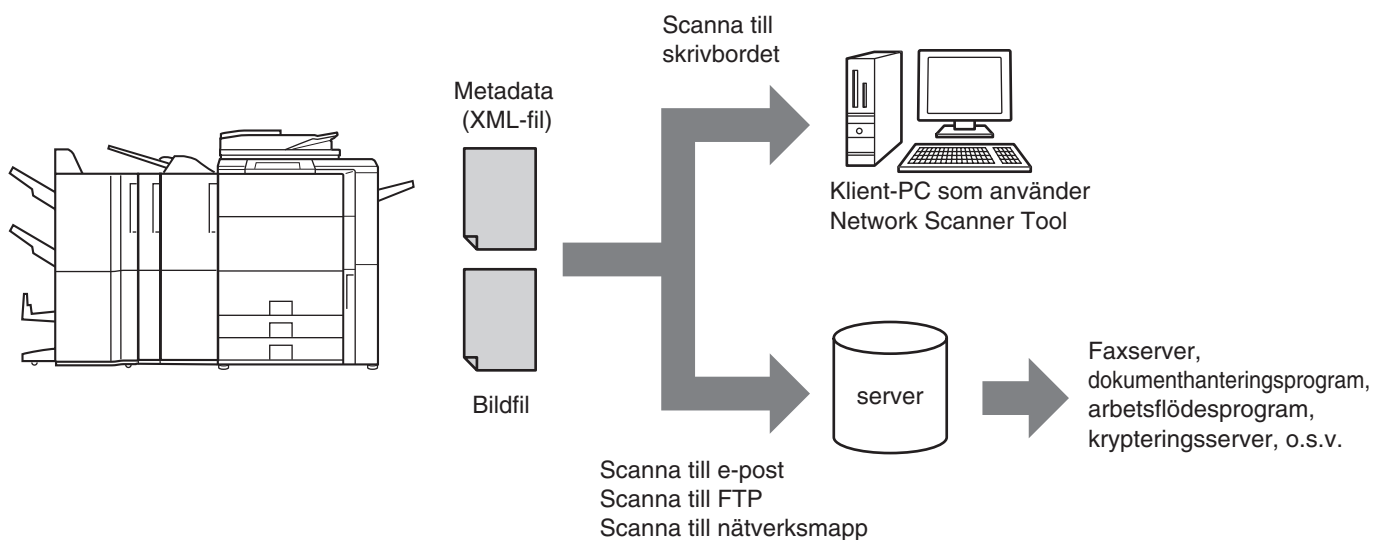 Scanna till
skrivbordet
Metadata
(XML-fil)
Klient-PC som använder
Network Scanner Tool
Bildfil
server
Faxserver,
dokumenthanteringsprogram,
arbetsflödesprogram,
krypteringsserver, o.s.v.
Scanna till e-post
Scanna till FTP
Scanna till nätverksmapp